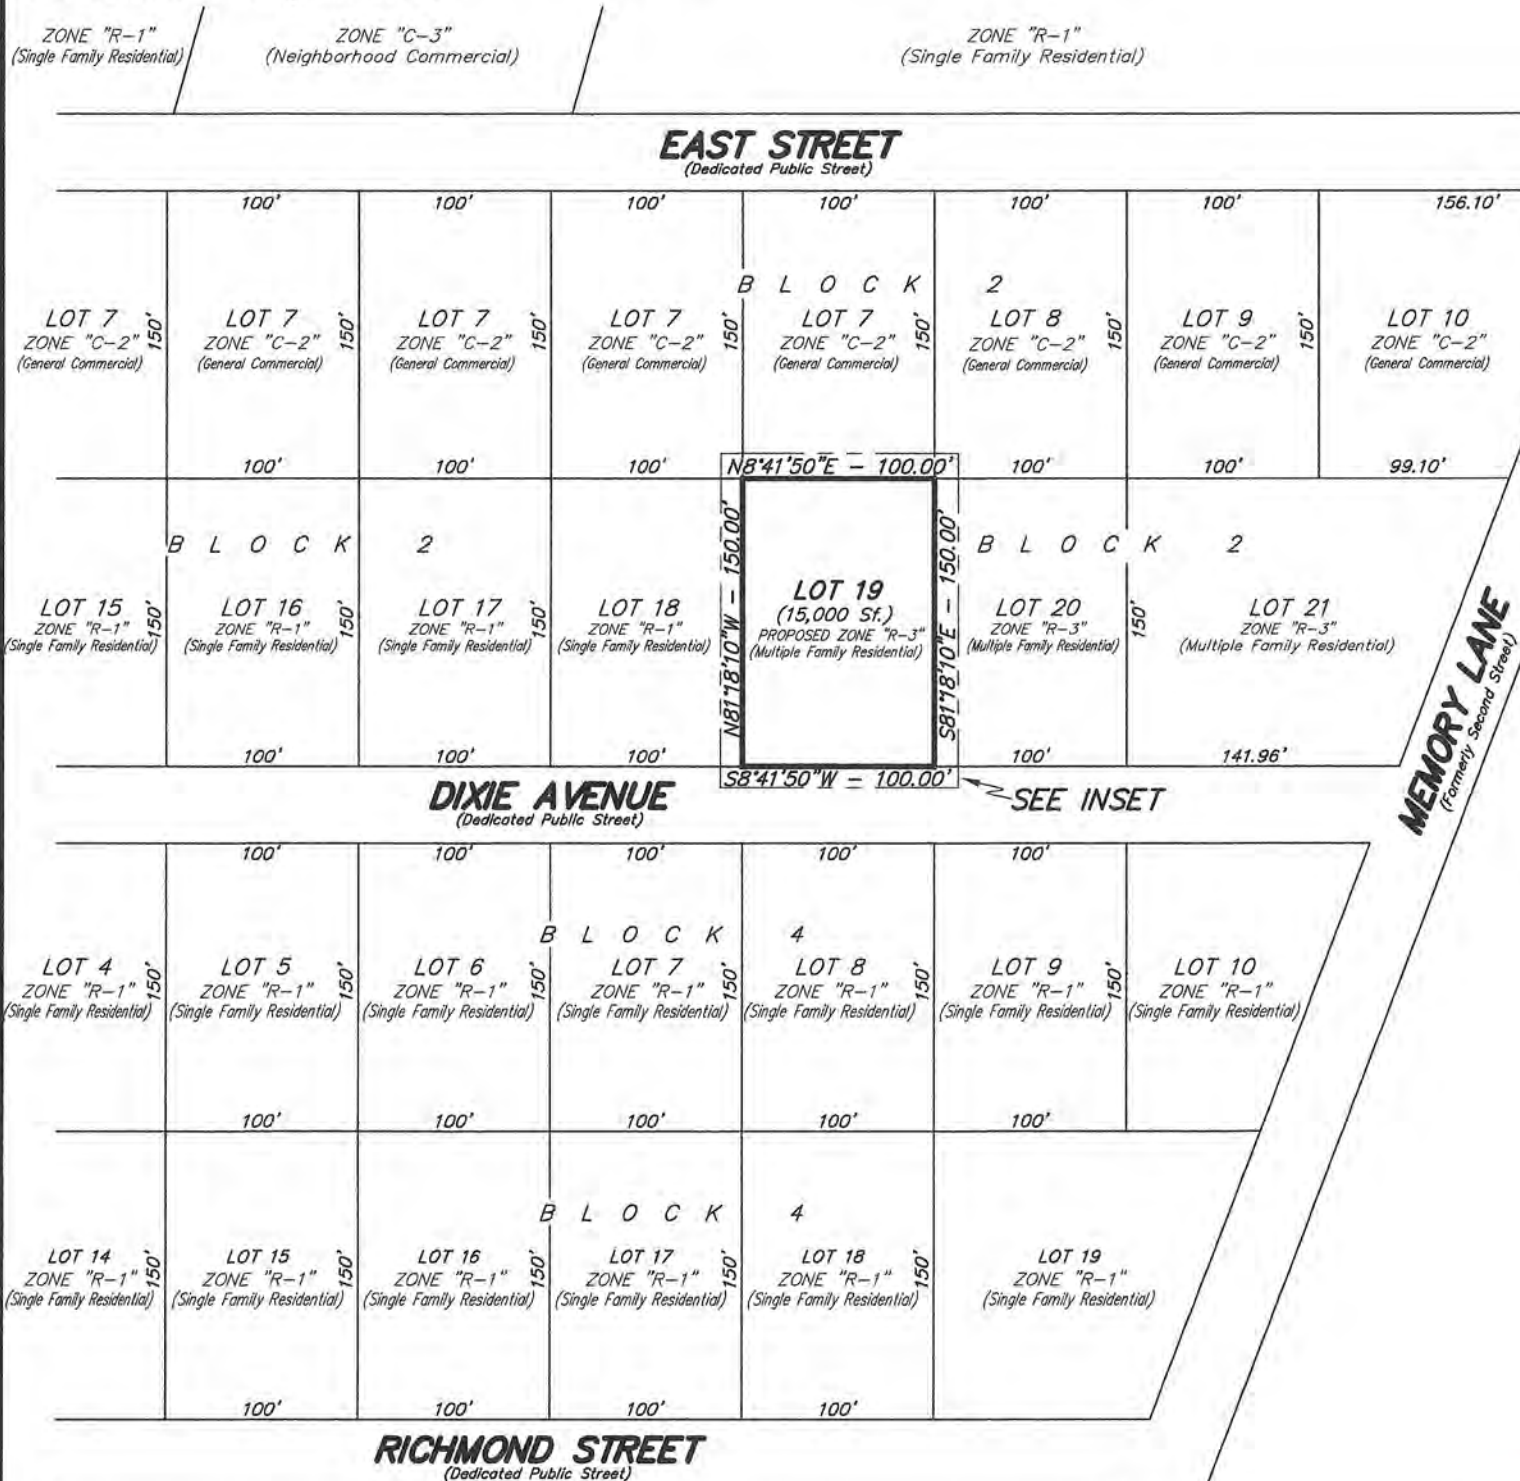 ZONE "R-1"
(Single Family Residential)
ZONE "C-3"
(Neighborhood Commercial)
ZONE "R-1"
(Single Family Residential)
EAST STREET
(Dedicated Public Street)
100' 100' 100' 100' 100' 100' 156.10'
B L O C K 2
LOT 7
ZONE "C-2"
(General Commercial)
150'
LOT 7
ZONE "C-2"
(General Commercial)
150'
LOT 7
ZONE "C-2"
(General Commercial)
150'
LOT 7
ZONE "C-2"
(General Commercial)
150'
LOT 7
ZONE "C-2"
(General Commercial)
150'
LOT 8
ZONE "C-2"
(General Commercial)
150'
LOT 9
ZONE "C-2"
(General Commercial)
150'
LOT 10
ZONE "C-2"
(General Commercial)
100' 100' 100' N8°41'50"E - 100.00' 100' 100' 99.10'
B L O C K 2
B L O C K 2
LOT 15
ZONE "R-1"
(Single Family Residential)
150'
LOT 16
ZONE "R-1"
(Single Family Residential)
150'
LOT 17
ZONE "R-1"
(Single Family Residential)
150'
LOT 18
ZONE "R-1"
(Single Family Residential)
N81°18'10"W - 150.00'
LOT 19
(15,000 Sf.)
PROPOSED ZONE "R-3"
(Multiple Family Residential)
S81°18'10"E - 150.00'
LOT 20
ZONE "R-3"
(Multiple Family Residential)
150'
LOT 21
ZONE "R-3"
(Multiple Family Residential)
MEMORY LANE
(Formerly Second Street)
100' 100' 100' S8°41'50"W - 100.00' 100' 141.96'
SEE INSET
DIXIE AVENUE
(Dedicated Public Street)
100' 100' 100' 100' 100'
B L O C K 4
LOT 4
ZONE "R-1"
(Single Family Residential)
150'
LOT 5
ZONE "R-1"
(Single Family Residential)
150'
LOT 6
ZONE "R-1"
(Single Family Residential)
150'
LOT 7
ZONE "R-1"
(Single Family Residential)
150'
LOT 8
ZONE "R-1"
(Single Family Residential)
150'
LOT 9
ZONE "R-1"
(Single Family Residential)
150'
LOT 10
ZONE "R-1"
(Single Family Residential)
100' 100' 100' 100' 100'
B L O C K 4
LOT 14
ZONE "R-1"
(Single Family Residential)
150'
LOT 15
ZONE "R-1"
(Single Family Residential)
150'
LOT 16
ZONE "R-1"
(Single Family Residential)
150'
LOT 17
ZONE "R-1"
(Single Family Residential)
150'
LOT 18
ZONE "R-1"
(Single Family Residential)
150'
LOT 19
ZONE "R-1"
(Single Family Residential)
100' 100' 100' 100'
RICHMOND STREET
(Dedicated Public Street)